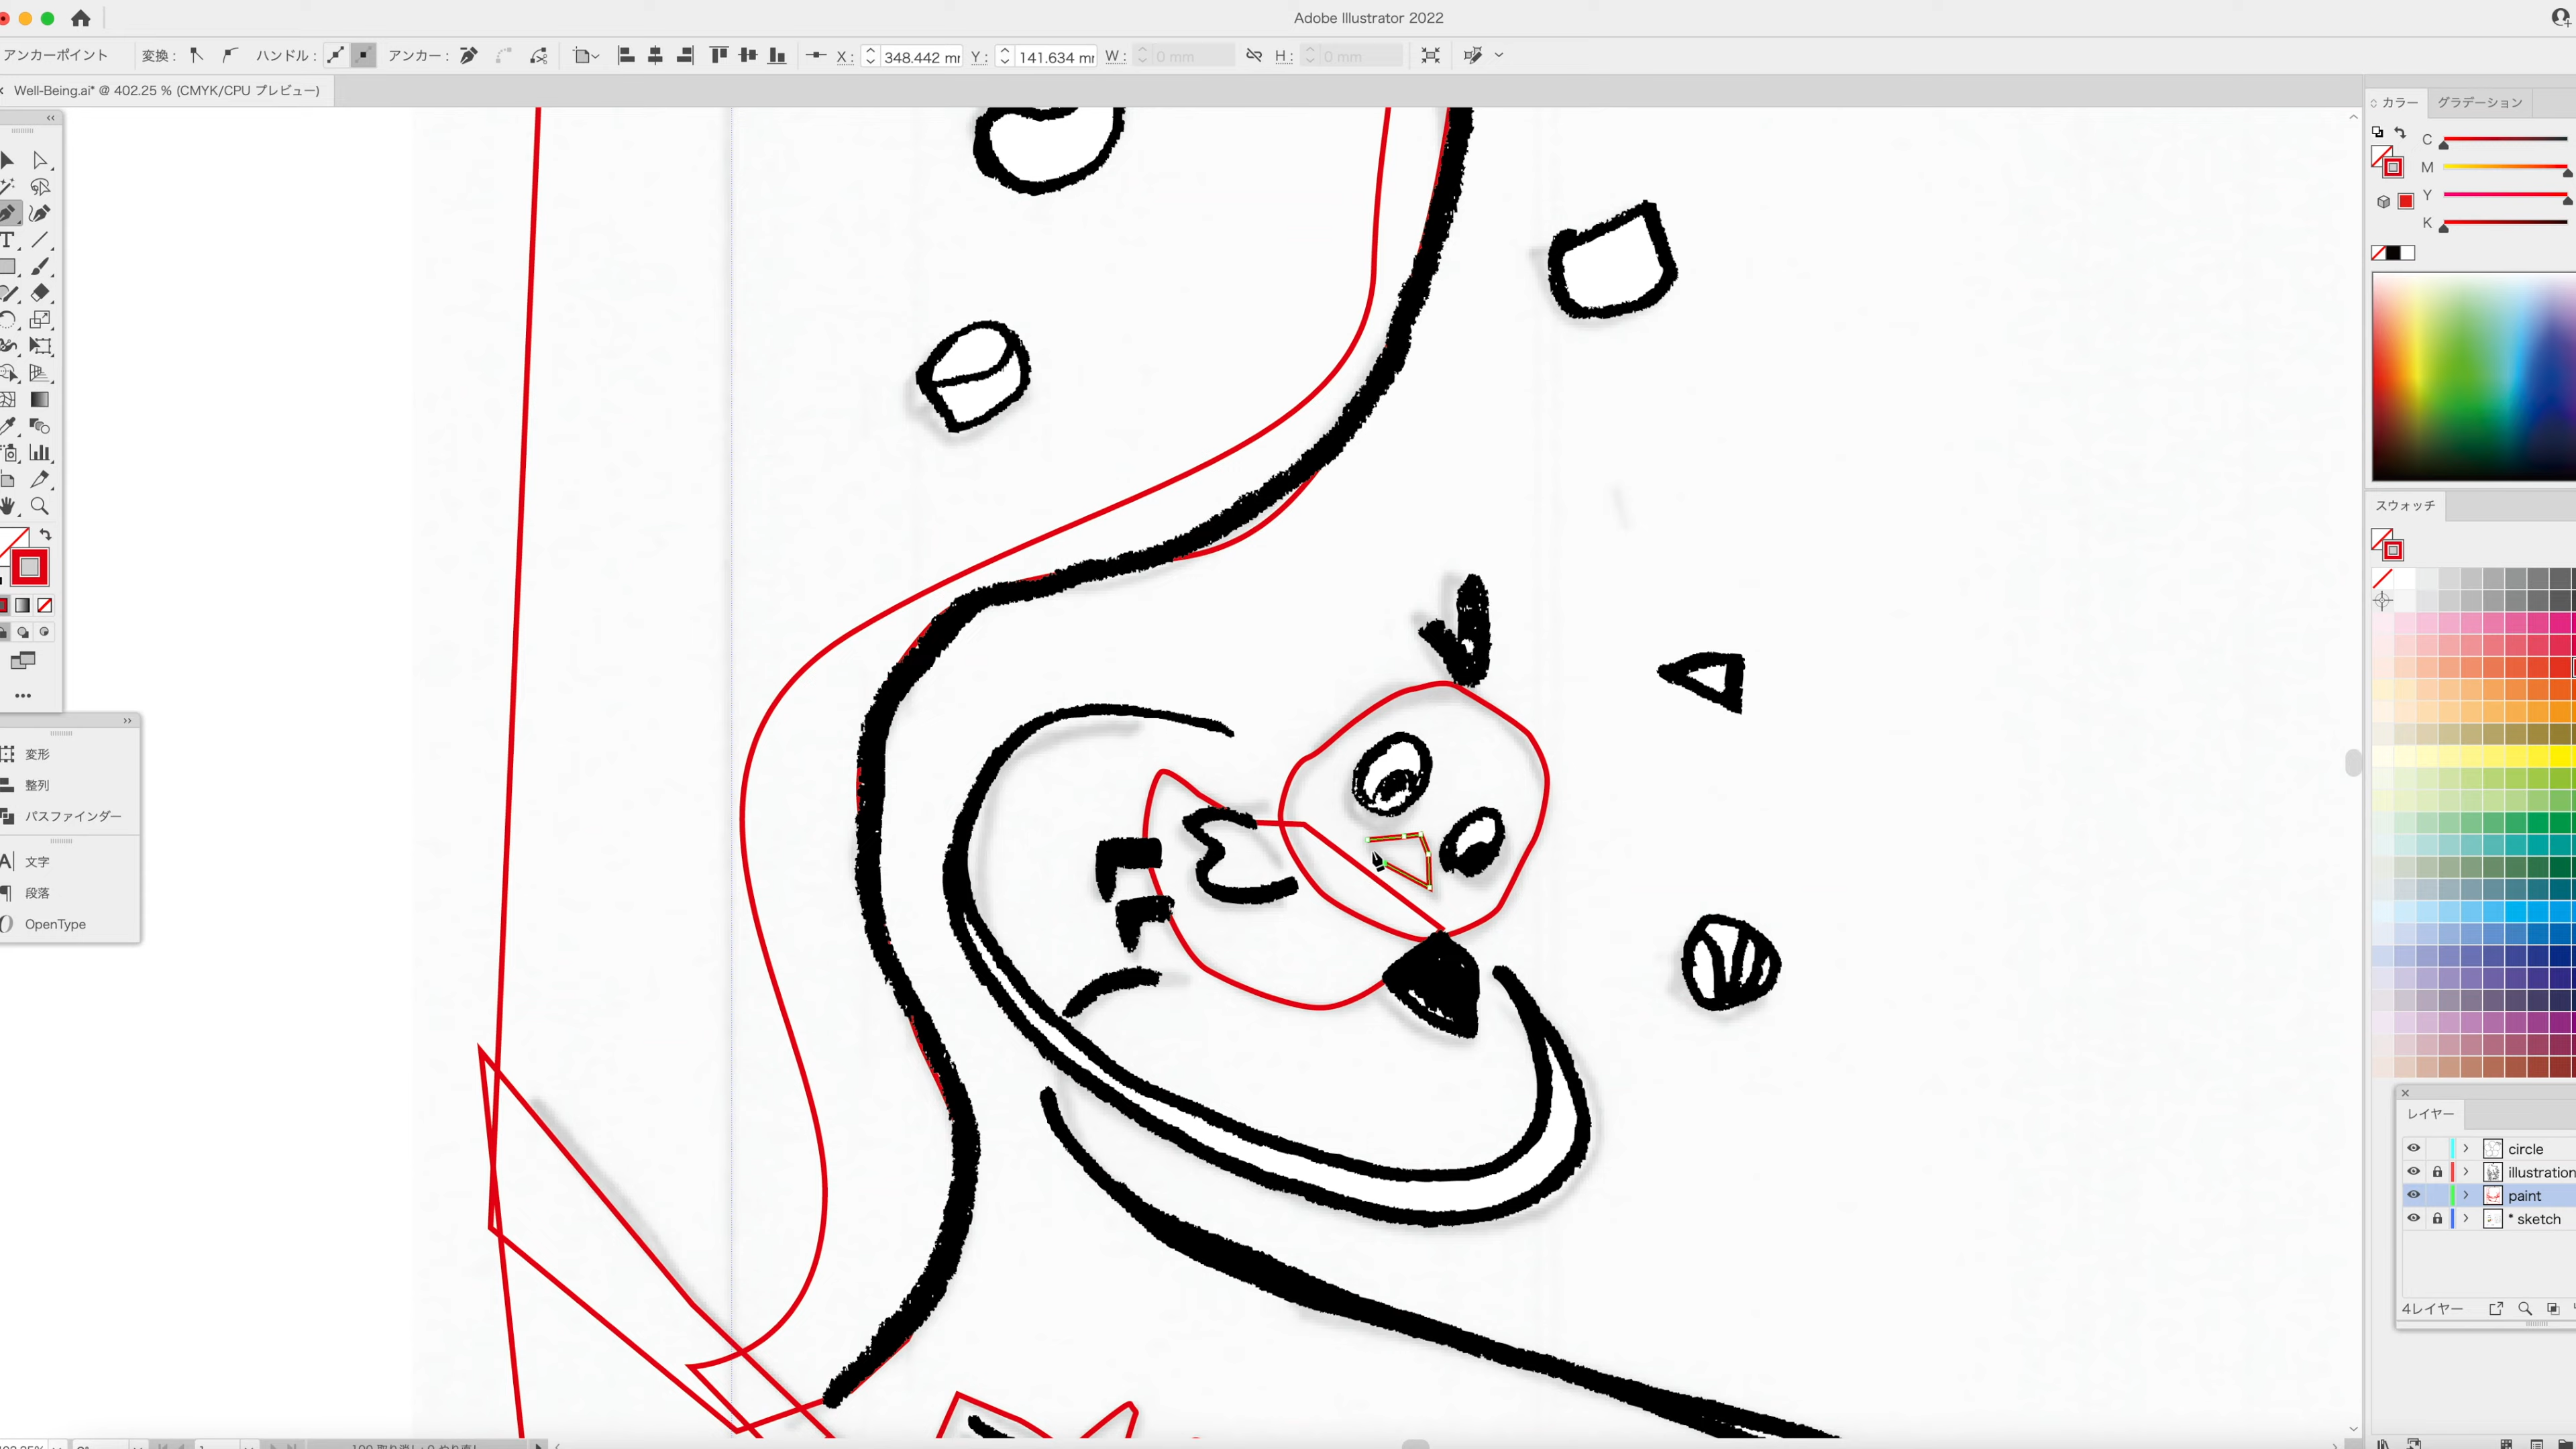 Adobe Illustrator 2022
アンカーポイント 変換: ハンドル: アンカー: X: 348.442 mr Y: 141.634 mr W: 0 mm H: 0 mm
Well-Being.ai* @ 402.25 % (CMYK/CPU プレビュー)
カラー グラデーション
C
M
Y
K
スウォッチ
変形
整列
パスファインダー
文字
段落
OpenType
レイヤー
circle
illustration
paint
* sketch
4レイヤー